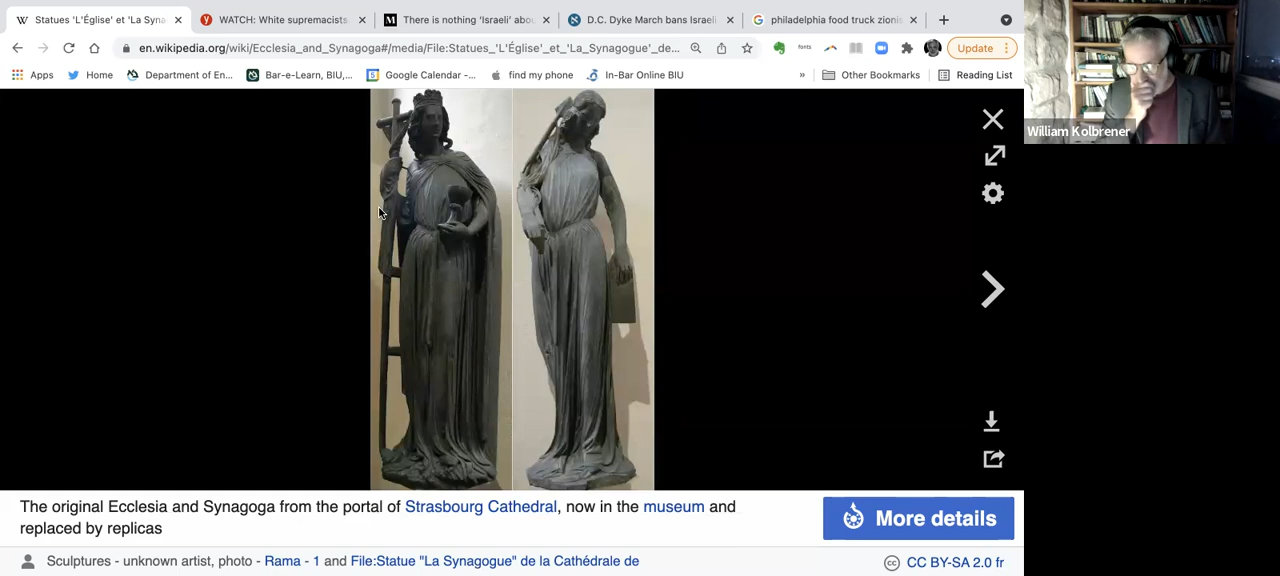 Statues 'L'Église' et 'La Syna
WATCH: White supremacists
There is nothing 'Israeli' abou
D.C. Dyke March bans Israeli
philadelphia food truck zionis
en.wikipedia.org/wiki/Ecclesia_and_Synagoga#/media/File:Statues_'L'Église'_et_'La_Synagogue'_de...
fonts
Update
Apps
Home
Department of En...
Bar-e-Learn, BIU,...
Google Calendar -...
find my phone
In-Bar Online BIU
»
Other Bookmarks
Reading List
William Kolbrener
The original Ecclesia and Synagoga from the portal of Strasbourg Cathedral, now in the museum and
replaced by replicas
More details
Sculptures - unknown artist, photo - Rama - 1 and File:Statue "La Synagogue" de la Cathédrale de
CC BY-SA 2.0 fr